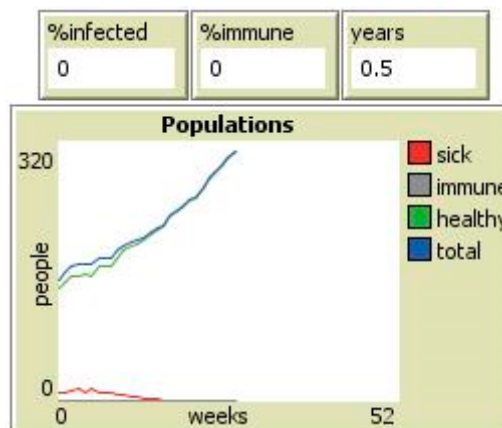 %infected
%immune
years
0
0
0.5
Populations
320
people
0
0
weeks
52
sick
immune
healthy
total